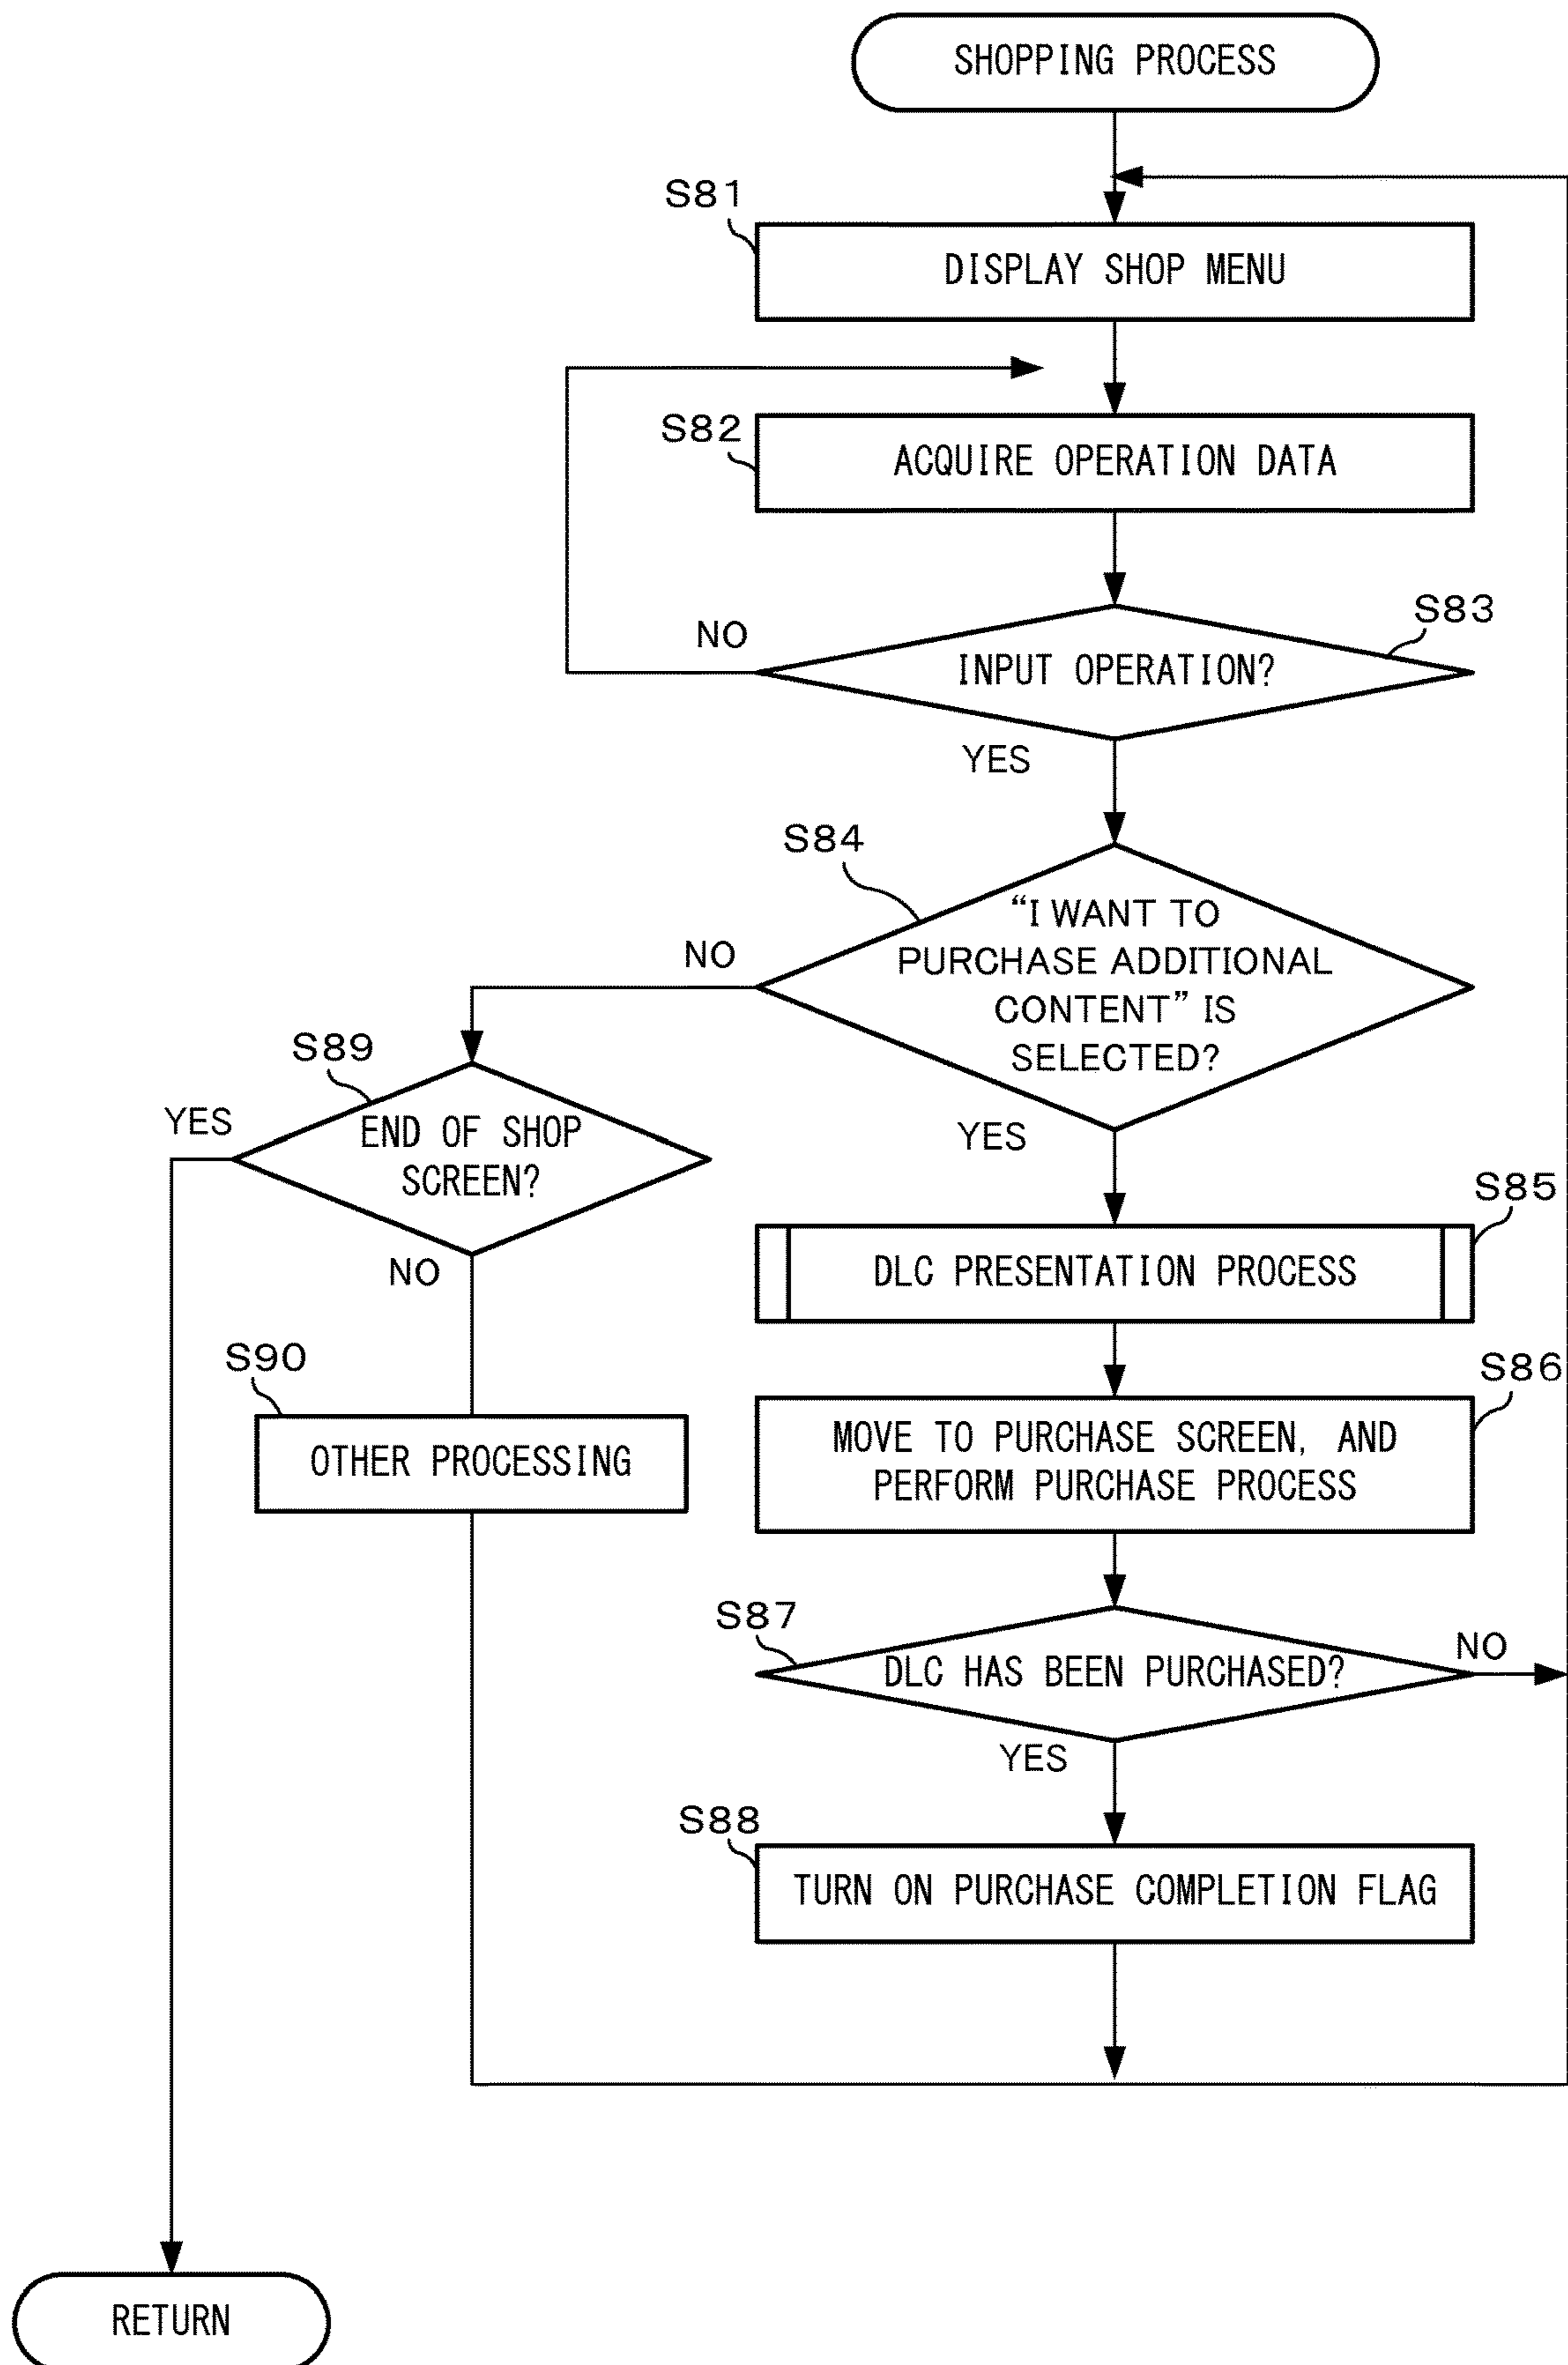 SHOPPING PROCESS
S81
DISPLAY SHOP MENU
S82
ACQUIRE OPERATION DATA
S83
NO
INPUT OPERATION?
YES
S84
“I WANT TO
PURCHASE ADDITIONAL
CONTENT” IS
SELECTED?
NO
YES
S89
YES
END OF SHOP
SCREEN?
NO
S85
DLC PRESENTATION PROCESS
S90
OTHER PROCESSING
S86
MOVE TO PURCHASE SCREEN, AND
PERFORM PURCHASE PROCESS
S87
DLC HAS BEEN PURCHASED?
NO
YES
S88
TURN ON PURCHASE COMPLETION FLAG
RETURN